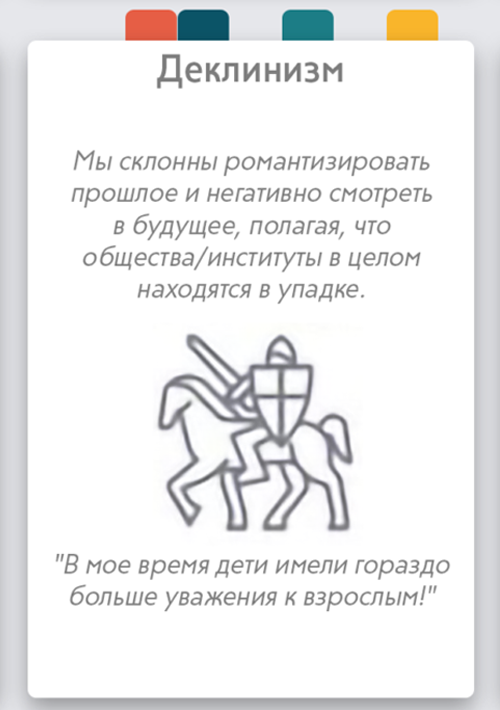 Деклинизм
Мы склонны романтизировать
прошлое и негативно смотреть
в будущее, полагая, что
общества/институты в целом
находятся в упадке.
"В мое время дети имели гораздо
больше уважения к взрослым!"